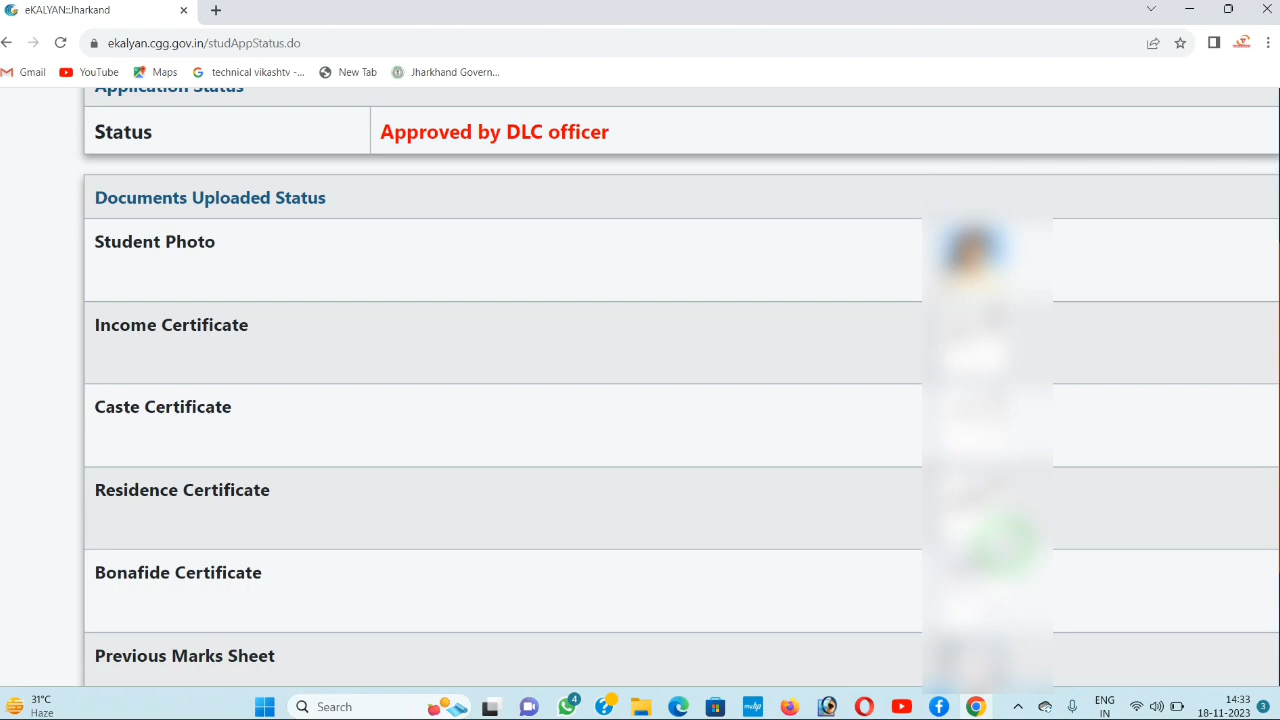 eKALYAN::Jharkand
ekalyan.cgg.gov.in/studAppStatus.do
Gmail
YouTube
Maps
technical vikashtv -...
New Tab
Jharkhand Govern...
Application Status
Status
Approved by DLC officer
Documents Uploaded Status
Student Photo
Income Certificate
Caste Certificate
Residence Certificate
Bonafide Certificate
Previous Marks Sheet
31°C
Haze
Search
4
ENG
IN
14:33
18-11-2023
3